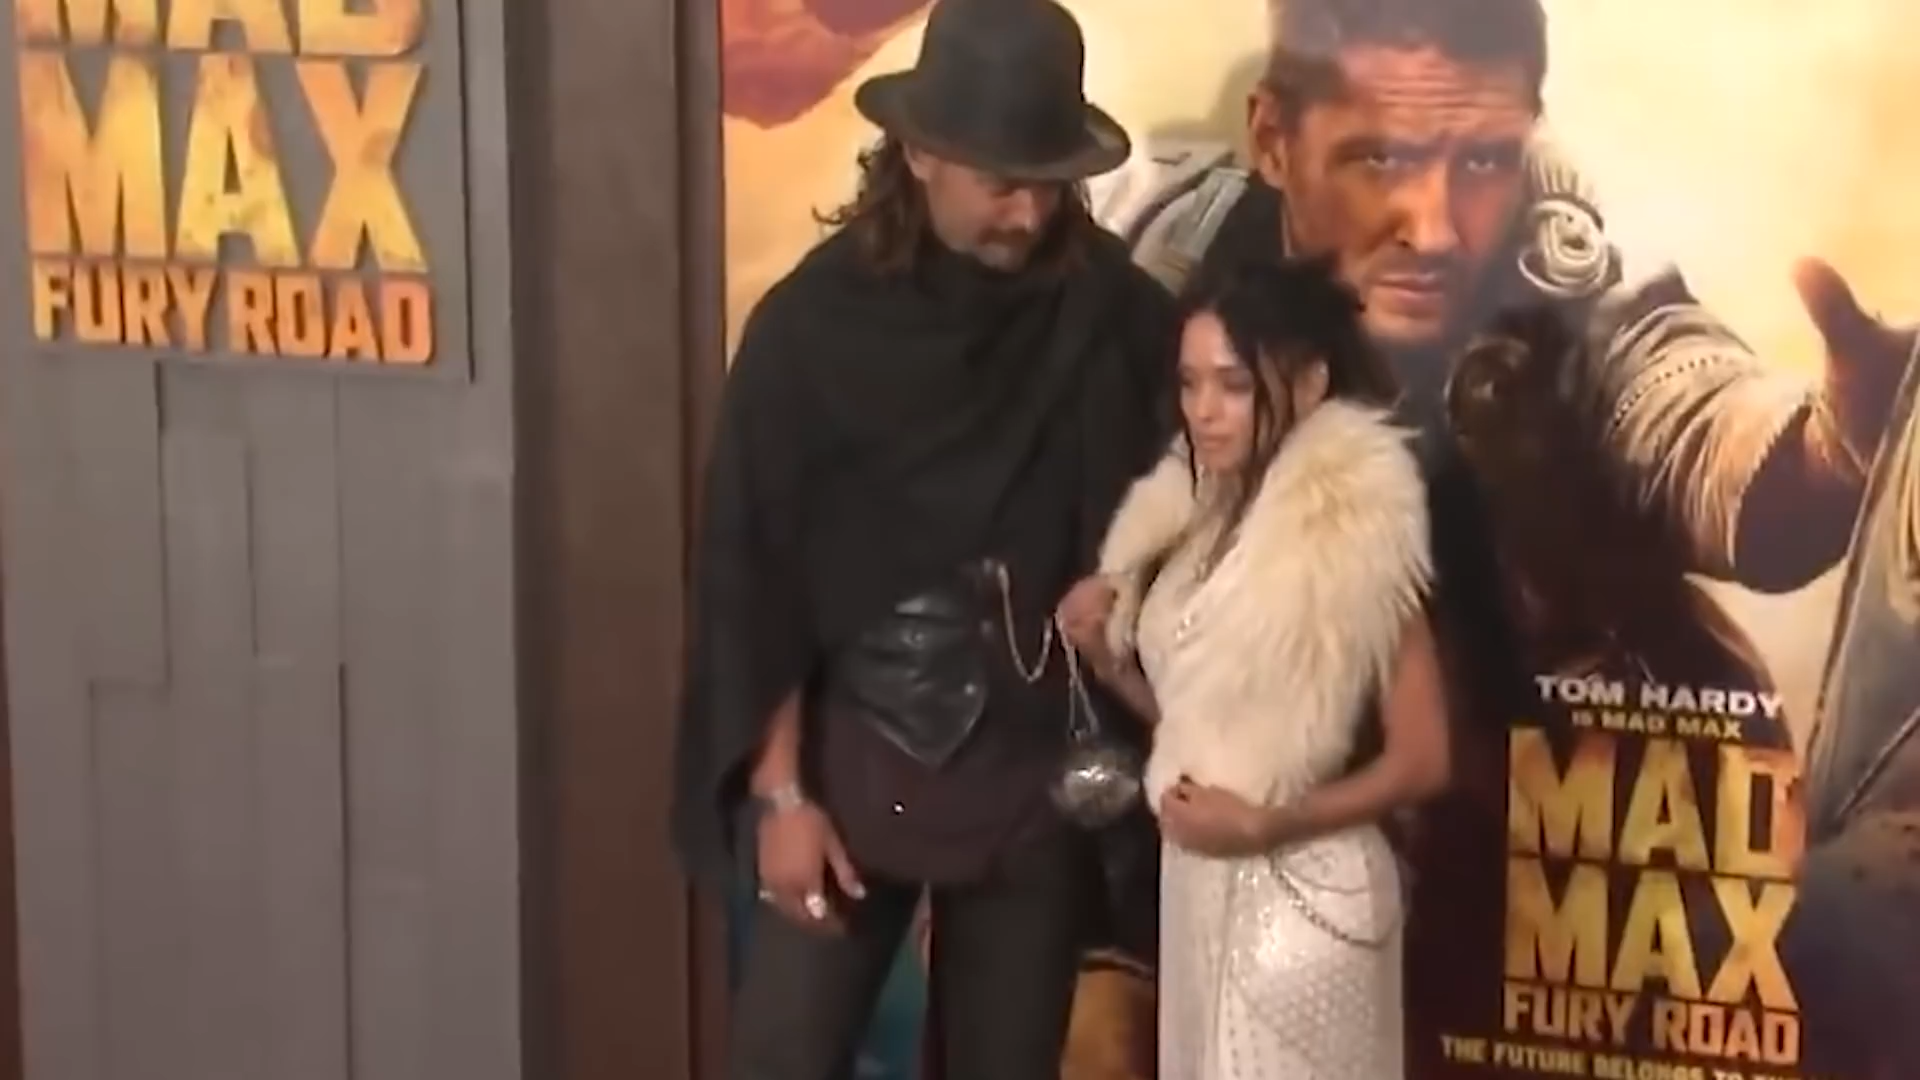 MAD
MAX
FURY ROAD
TOM HARDY
IS MAD MAX
MAD
MAX
FURY ROAD
THE FUTURE BELONGS TO